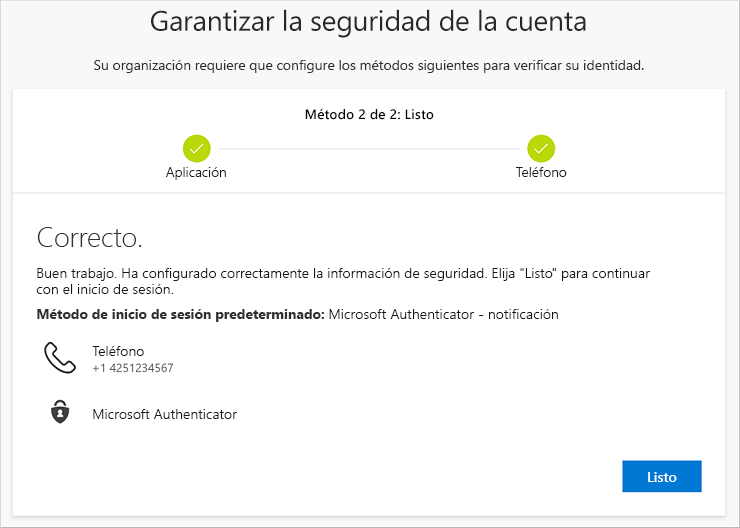 Garantizar la seguridad de la cuenta
Su organización requiere que configure los métodos siguientes para verificar su identidad.
Método 2 de 2: Listo
Aplicación
Teléfono
Correcto.
Buen trabajo. Ha configurado correctamente la información de seguridad. Elija "Listo" para continuar
con el inicio de sesión.
Método de inicio de sesión predeterminado: Microsoft Authenticator - notificación
Teléfono
+1 4251234567
Microsoft Authenticator
Listo